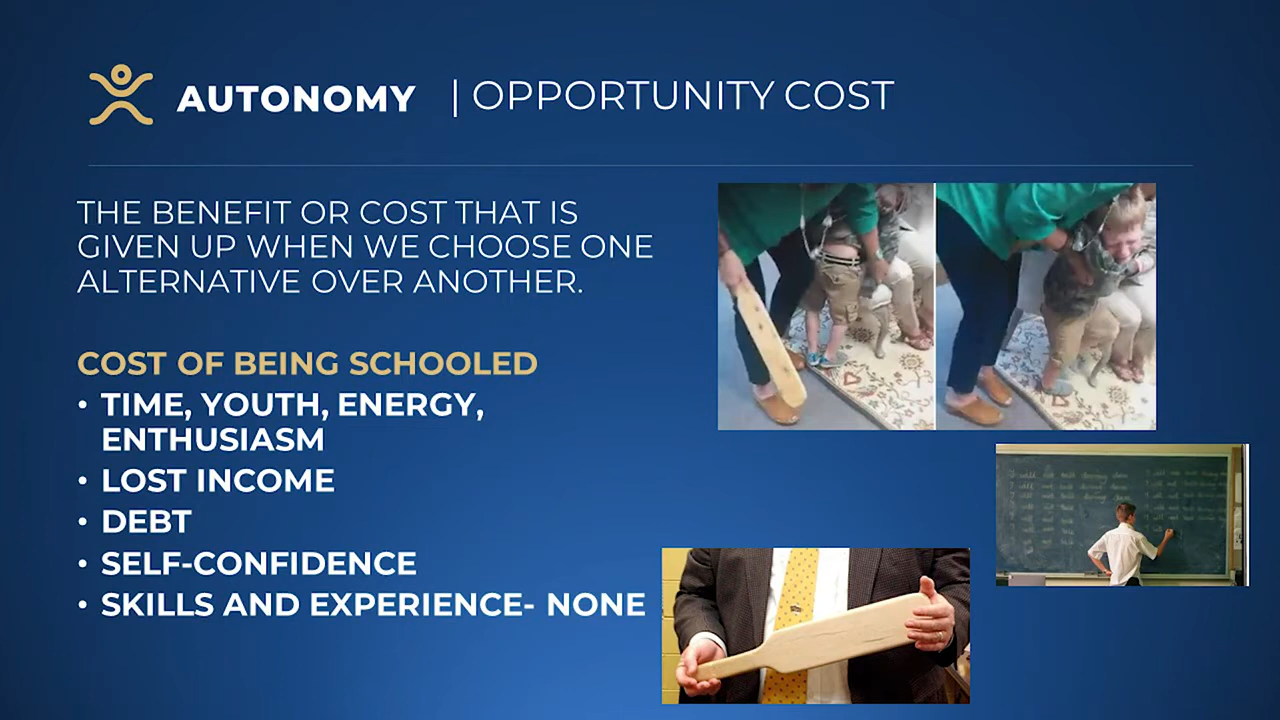 AUTONOMY | OPPORTUNITY COST
THE BENEFIT OR COST THAT IS
GIVEN UP WHEN WE CHOOSE ONE
ALTERNATIVE OVER ANOTHER.
COST OF BEING SCHOOLED
• TIME, YOUTH, ENERGY,
ENTHUSIASM
• LOST INCOME
• DEBT
• SELF-CONFIDENCE
• SKILLS AND EXPERIENCE- NONE